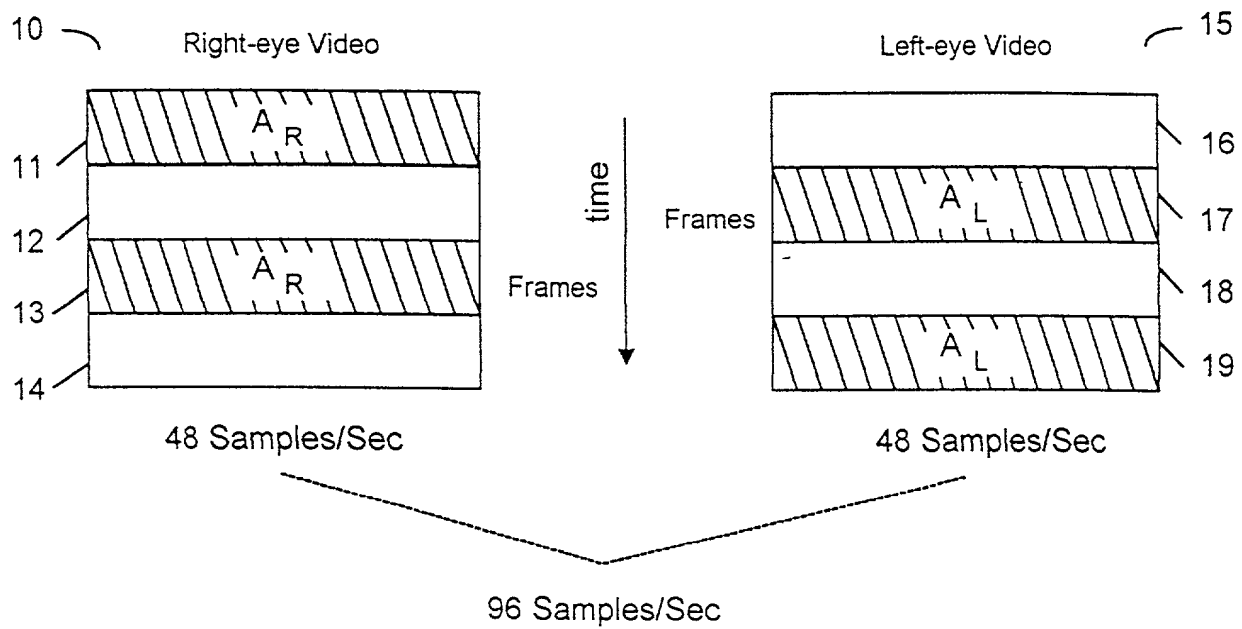 10
Right-eye Video
11
A R
12
13
A R
14
Frames
48 Samples/Sec
time
15
Left-eye Video
16
A L
17
Frames
18
A L
19
48 Samples/Sec
96 Samples/Sec